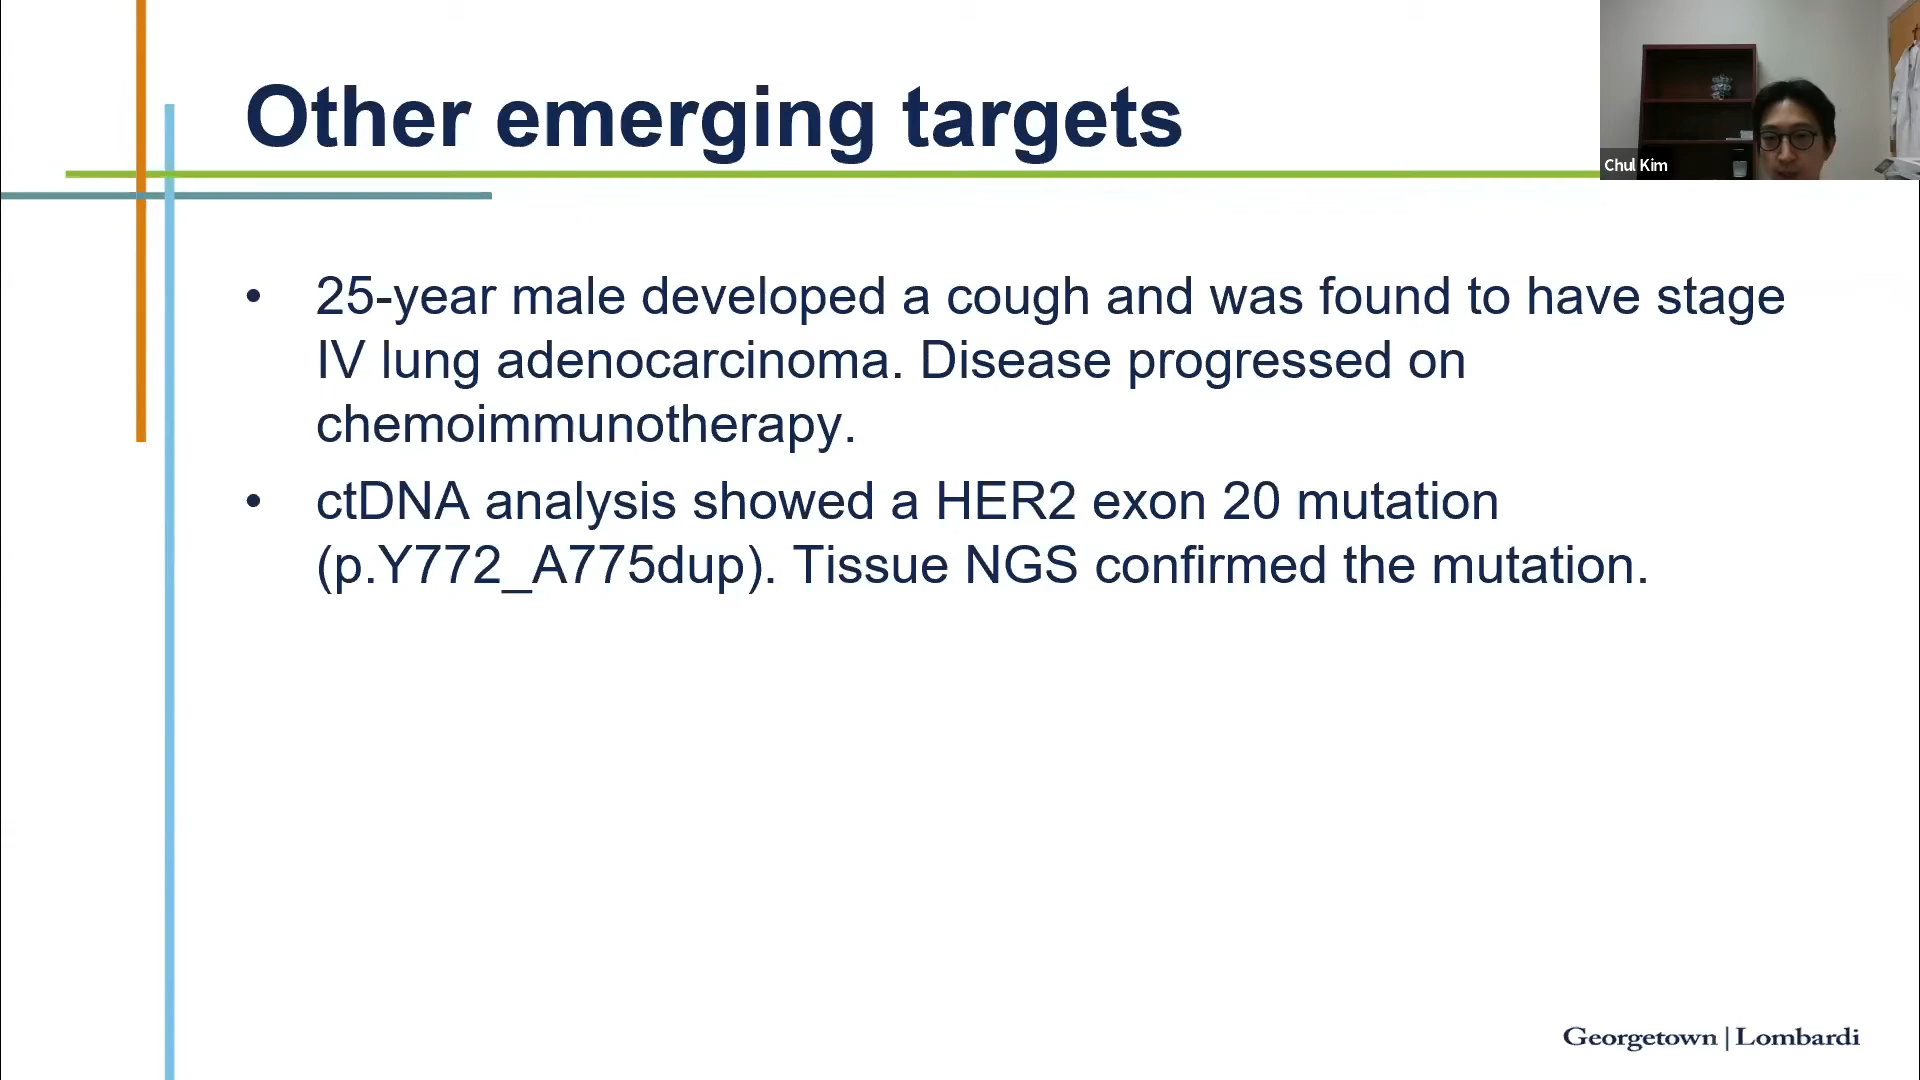 Other emerging targets
Chul Kim
• 25-year male developed a cough and was found to have stage
IV lung adenocarcinoma. Disease progressed on
chemoimmunotherapy.
• ctDNA analysis showed a HER2 exon 20 mutation
(p.Y772_A775dup). Tissue NGS confirmed the mutation.
Georgetown | Lombardi